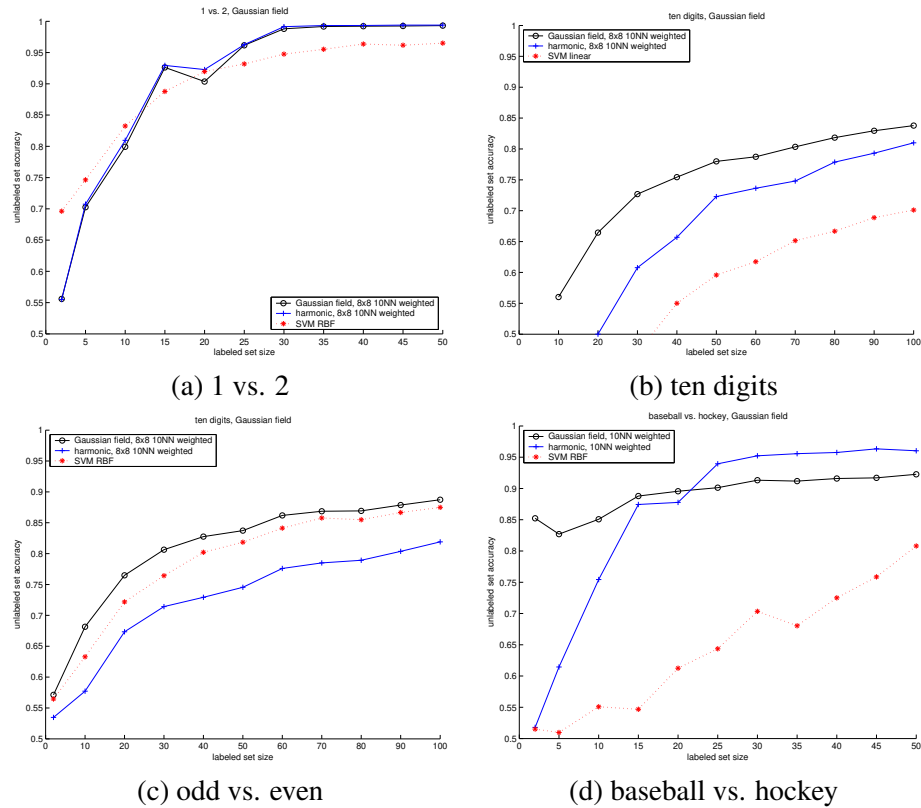 1 vs. 2, Gaussian field
1
0.95
0.9
0.85
0.8
0.75
0.7
0.65
0.6
0.55
0.5
unlabeled set accuracy
Gaussian field, 8x8 10NN weighted
harmonic, 8x8 10NN weighted
SVM RBF
0 5 10 15 20 25 30 35 40 45 50
labeled set size
(a) 1 vs. 2
ten digits, Gaussian field
1
0.95
0.9
0.85
0.8
0.75
0.7
0.65
0.6
0.55
0.5
unlabeled set accuracy
Gaussian field, 8x8 10NN weighted
harmonic, 8x8 10NN weighted
SVM linear
0 10 20 30 40 50 60 70 80 90 100
labeled set size
(b) ten digits
ten digits, Gaussian field
1
0.95
0.9
0.85
0.8
0.75
0.7
0.65
0.6
0.55
0.5
unlabeled set accuracy
Gaussian field, 8x8 10NN weighted
harmonic, 8x8 10NN weighted
SVM RBF
0 10 20 30 40 50 60 70 80 90 100
labeled set size
(c) odd vs. even
baseball vs. hockey, Gaussian field
1
0.95
0.9
0.85
0.8
0.75
0.7
0.65
0.6
0.55
0.5
unlabeled set accuracy
Gaussian field, 10NN weighted
harmonic, 10NN weighted
SVM RBF
0 5 10 15 20 25 30 35 40 45 50
labeled set size
(d) baseball vs. hockey